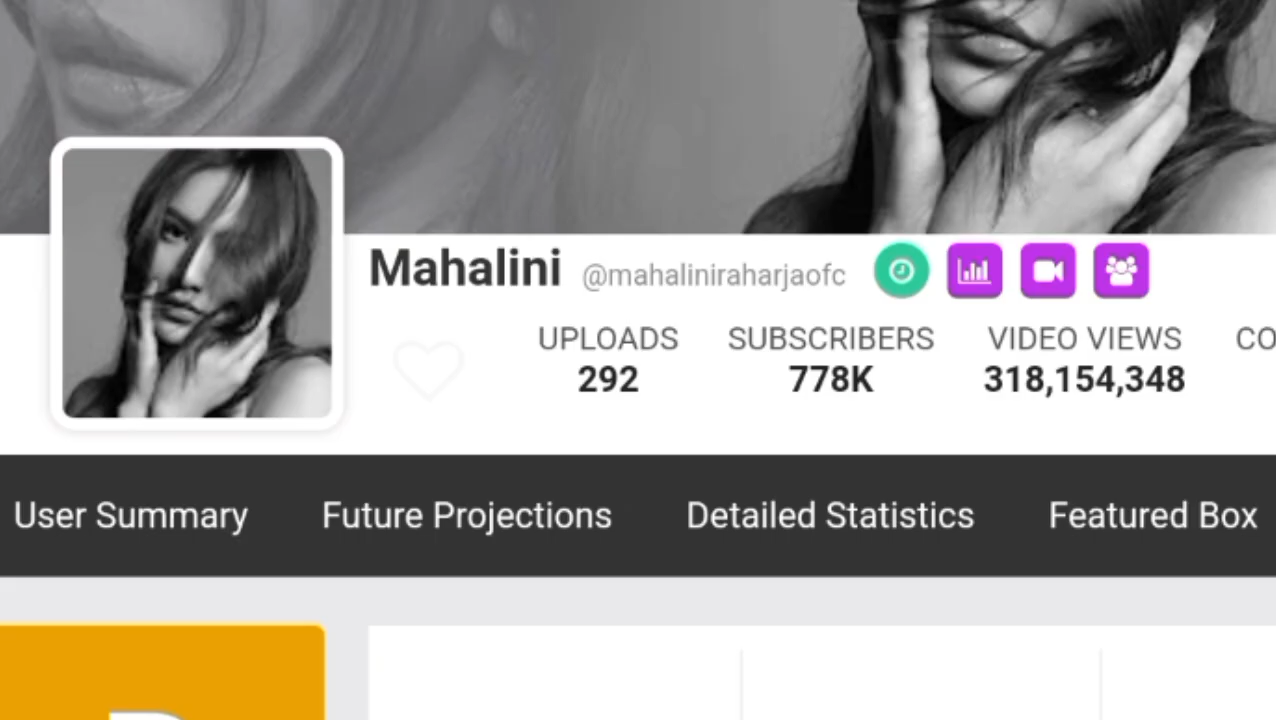 Mahalini @mahaliniraharjaofc
UPLOADS SUBSCRIBERS VIDEO VIEWS CO
292 778K 318,154,348
User Summary Future Projections Detailed Statistics Featured Box